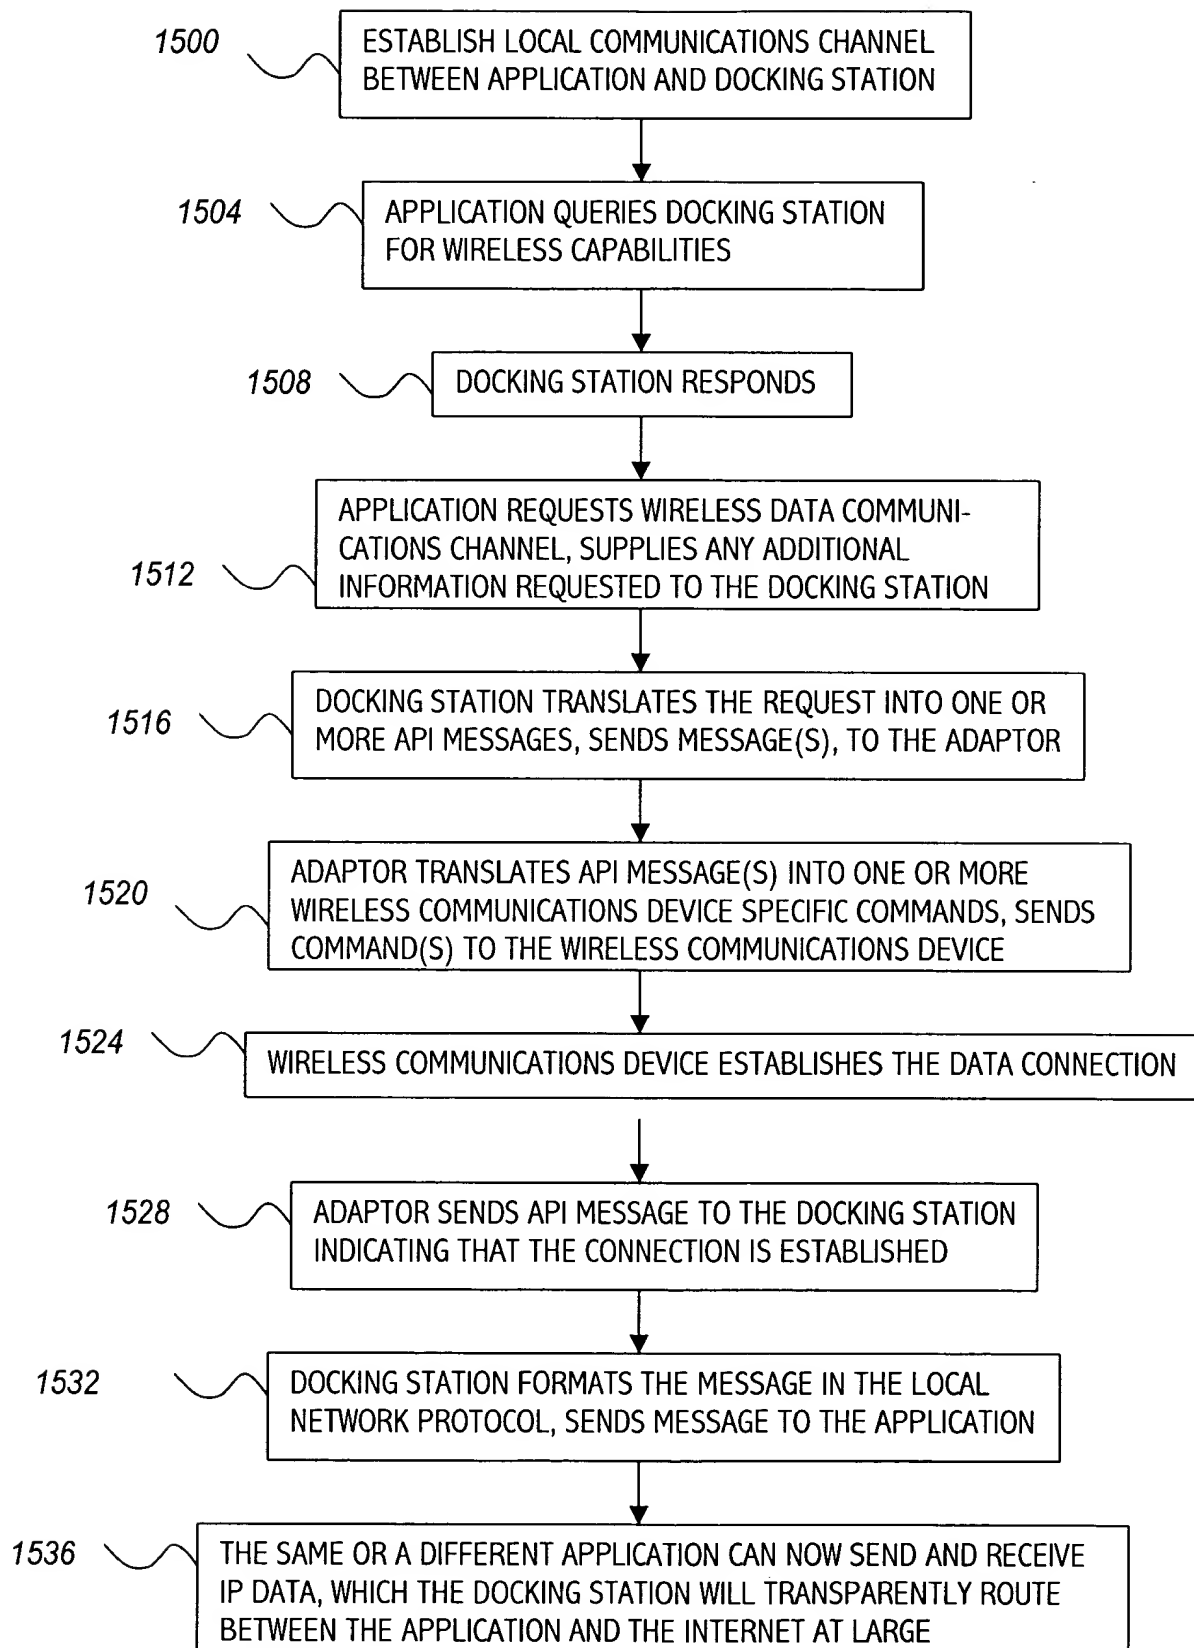 1500
ESTABLISH LOCAL COMMUNICATIONS CHANNEL
BETWEEN APPLICATION AND DOCKING STATION
1504
APPLICATION QUERIES DOCKING STATION
FOR WIRELESS CAPABILITIES
1508
DOCKING STATION RESPONDS
1512
APPLICATION REQUESTS WIRELESS DATA COMMUNI-
CATIONS CHANNEL, SUPPLIES ANY ADDITIONAL
INFORMATION REQUESTED TO THE DOCKING STATION
1516
DOCKING STATION TRANSLATES THE REQUEST INTO ONE OR
MORE API MESSAGES, SENDS MESSAGE(S), TO THE ADAPTOR
1520
ADAPTOR TRANSLATES API MESSAGE(S) INTO ONE OR MORE
WIRELESS COMMUNICATIONS DEVICE SPECIFIC COMMANDS, SENDS
COMMAND(S) TO THE WIRELESS COMMUNICATIONS DEVICE
1524
WIRELESS COMMUNICATIONS DEVICE ESTABLISHES THE DATA CONNECTION
1528
ADAPTOR SENDS API MESSAGE TO THE DOCKING STATION
INDICATING THAT THE CONNECTION IS ESTABLISHED
1532
DOCKING STATION FORMATS THE MESSAGE IN THE LOCAL
NETWORK PROTOCOL, SENDS MESSAGE TO THE APPLICATION
1536
THE SAME OR A DIFFERENT APPLICATION CAN NOW SEND AND RECEIVE
IP DATA, WHICH THE DOCKING STATION WILL TRANSPARENTLY ROUTE
BETWEEN THE APPLICATION AND THE INTERNET AT LARGE